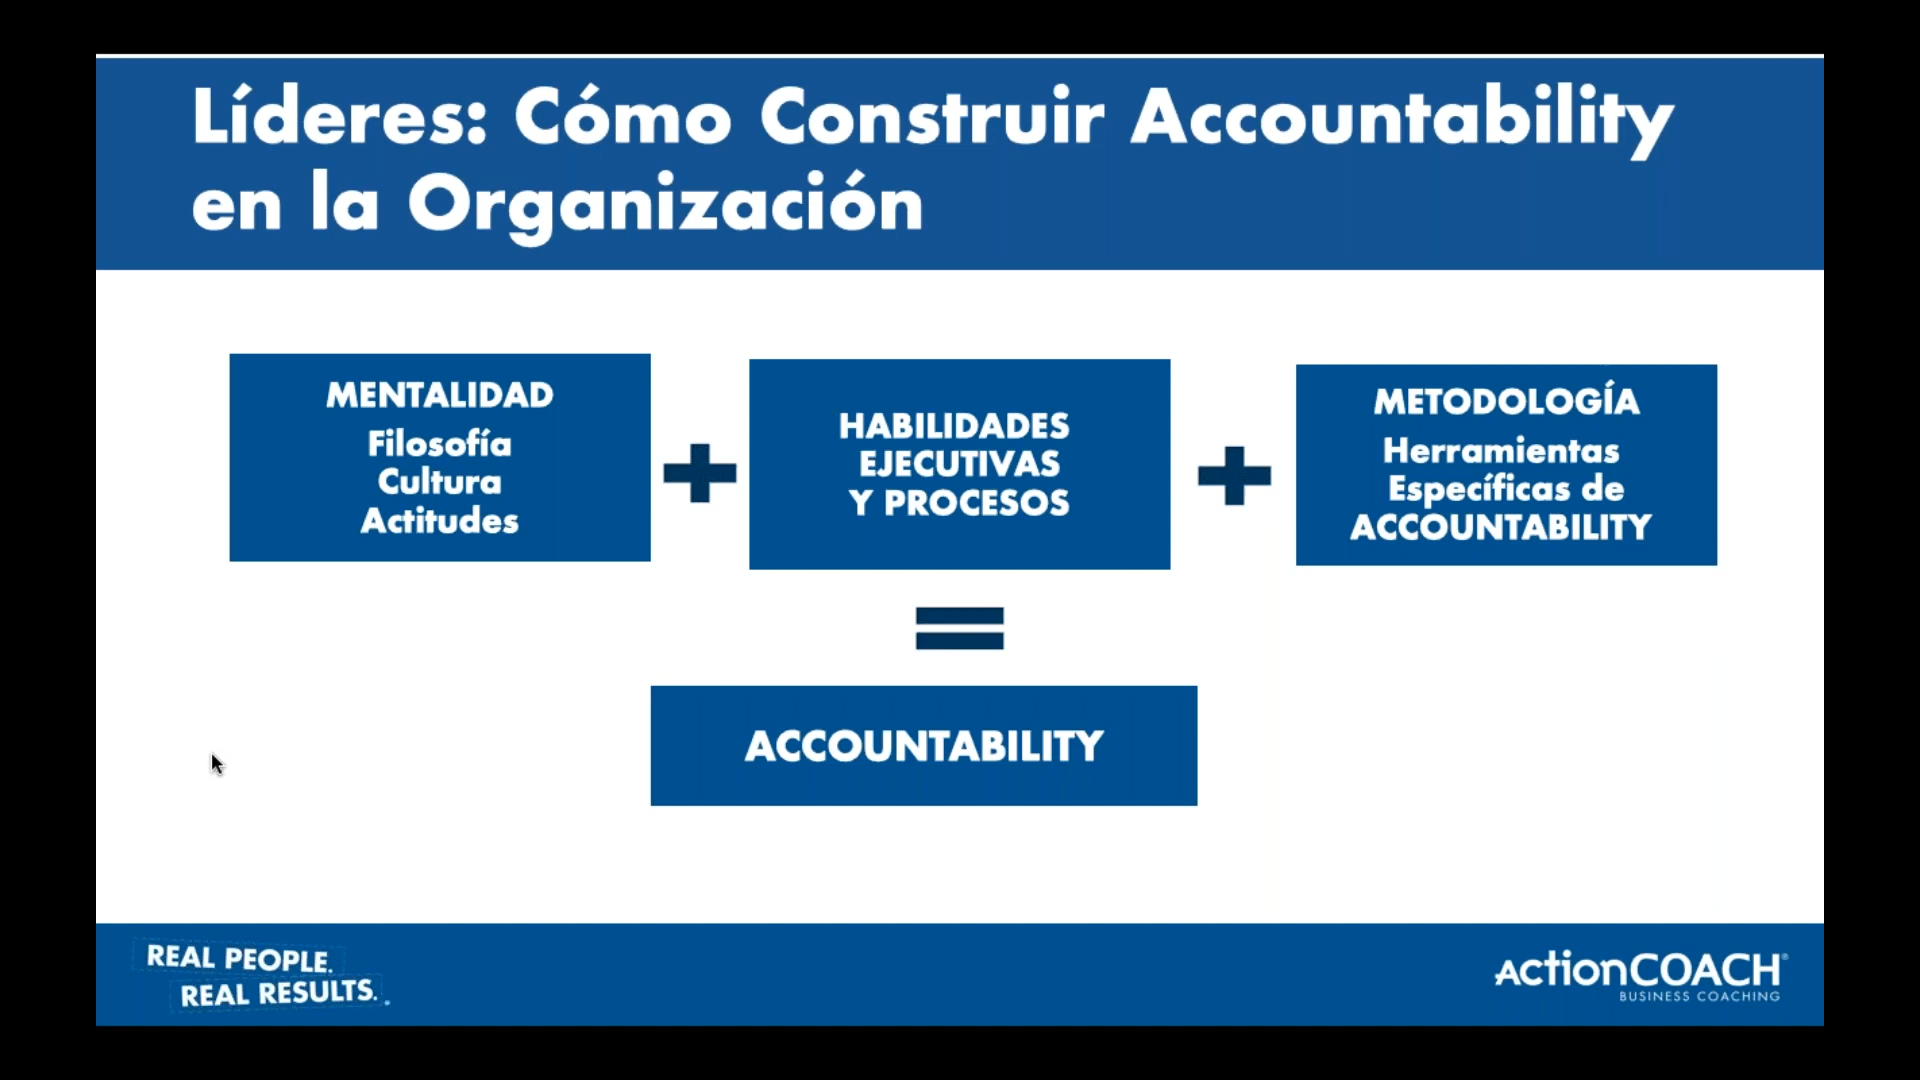 Líderes: Cómo Construir Accountability
en la Organización
MENTALIDAD
Filosofía
Cultura
Actitudes
HABILIDADES
EJECUTIVAS
Y PROCESOS
METODOLOGÍA
Herramientas
Específicas de
ACCOUNTABILITY
ACCOUNTABILITY
REAL PEOPLE.
REAL RESULTS.
ActionCOACH®
BUSINESS COACHING